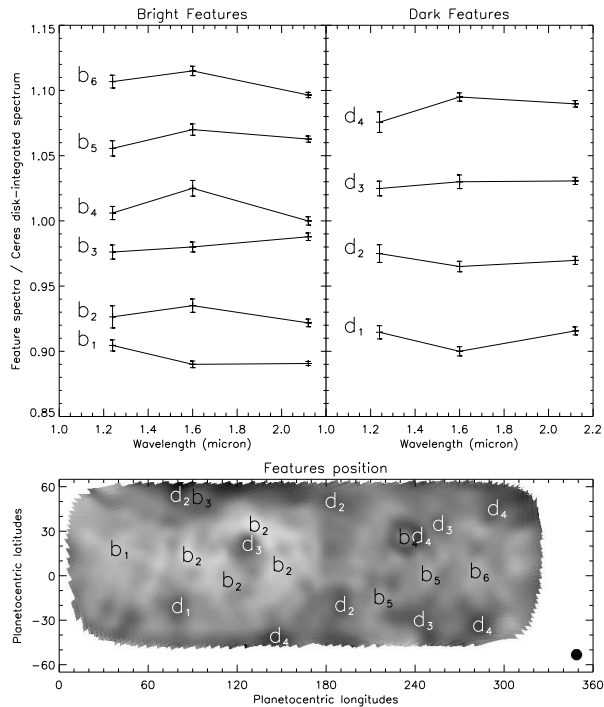 Bright Features
Dark Features
Feature spectra / Ceres disk-integrated spectrum
1.15
1.10
1.05
1.00
0.95
0.90
0.85
b6
b5
b4
b3
b2
b1
d4
d3
d2
d1
1.0 1.2 1.4 1.6 1.8 2.0 1.0 1.2 1.4 1.6 1.8 2.0 2.2
Wavelength (micron)
Wavelength (micron)
Features position
Planetocentric latitudes
60
30
0
−30
−60
d2 b3 d2 d4
b2 d3
b1 b2 d3 b2 b4 d4
b2 b5 b6
d1 d2 b5
d4 d3 d4
0 60 120 180 240 300 360
Planetocentric longitudes